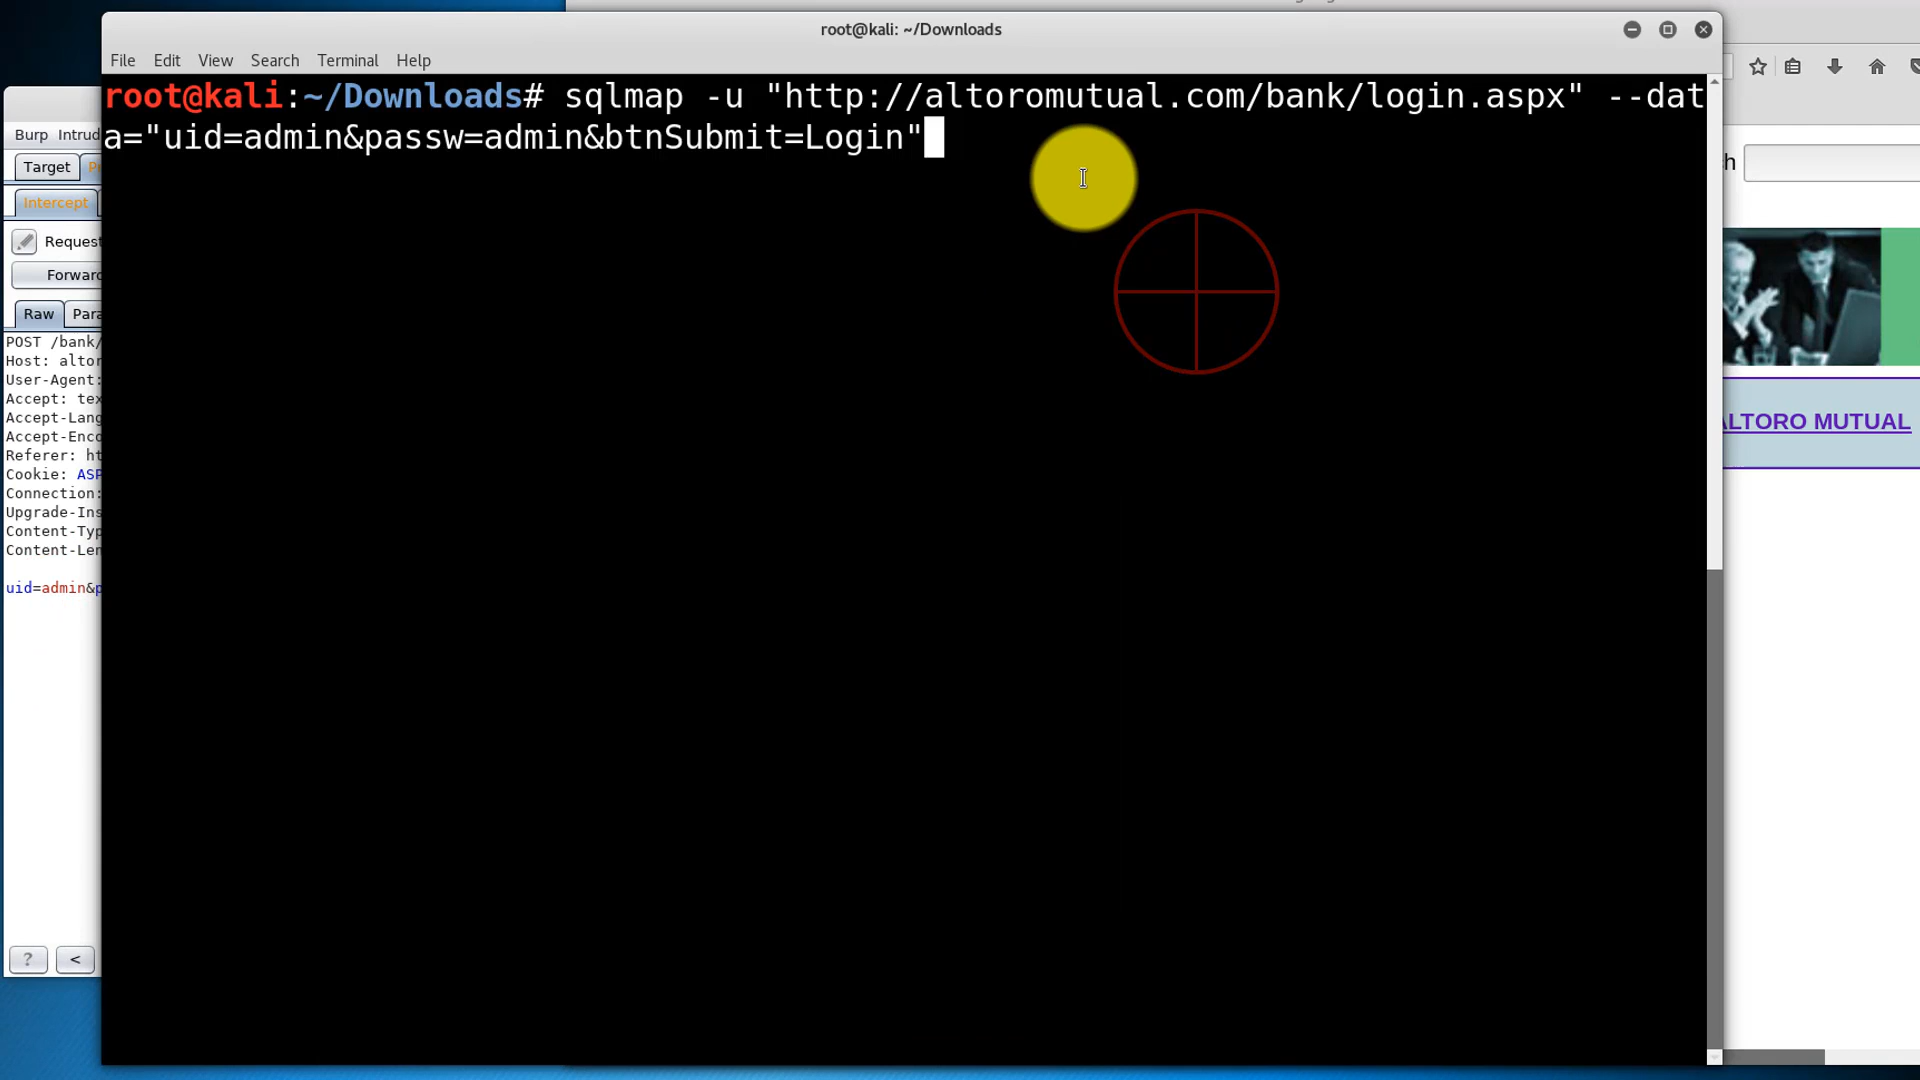 root@kali: ~/Downloads
File Edit View Search Terminal Help
root@kali:~/Downloads# sqlmap -u "http://altoromutual.com/bank/login.aspx" --dat
a="uid=admin&passw=admin&btnSubmit=Login"
Burp Intrud
Target
Intercept
Request
Forward
Raw Para
POST /bank/
Host: altor
User-Agent:
Accept: tex
Accept-Lang
Accept-Enco
Referer: ht
Cookie: ASP
Connection:
Upgrade-Ins
Content-Typ
Content-Len
uid=admin&p
? <
ALTORO MUTUAL